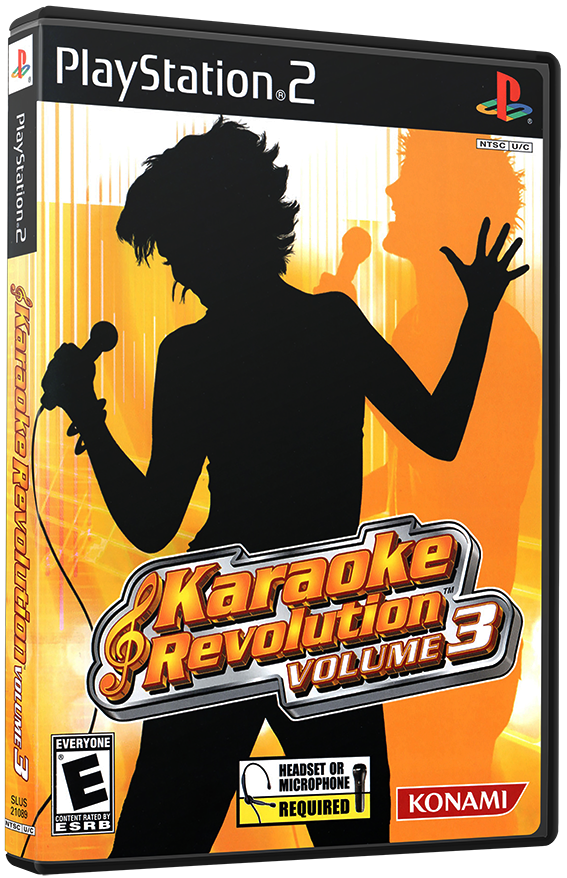 PlayStation®2
NTSC U/C
PlayStation®2
Karaoke Revolution VOLUME 3
SLUS
21089
NTSC U/C
Karaoke
Revolution™
VOLUME 3
EVERYONE
E
CONTENT RATED BY
ESRB
HEADSET OR
MICROPHONE
REQUIRED
KONAMI